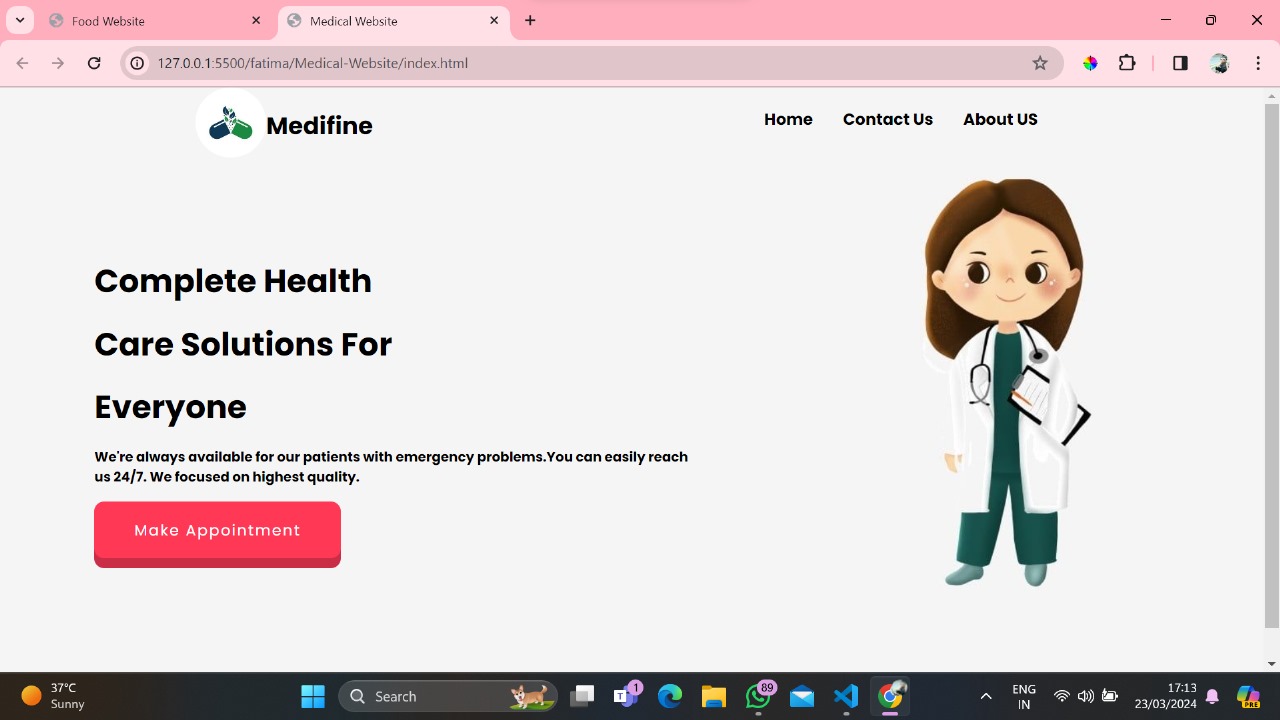 Food Website
Medical Website
127.0.0.1:5500/fatima/Medical-Website/index.html
Medifine
Home
Contact Us
About US
Complete Health
Care Solutions For
Everyone
We're always available for our patients with emergency problems.You can easily reach
us 24/7. We focused on highest quality.
Make Appointment
37°C
Sunny
Search
T
1
89
ENG
IN
17:13
23/03/2024
PRE